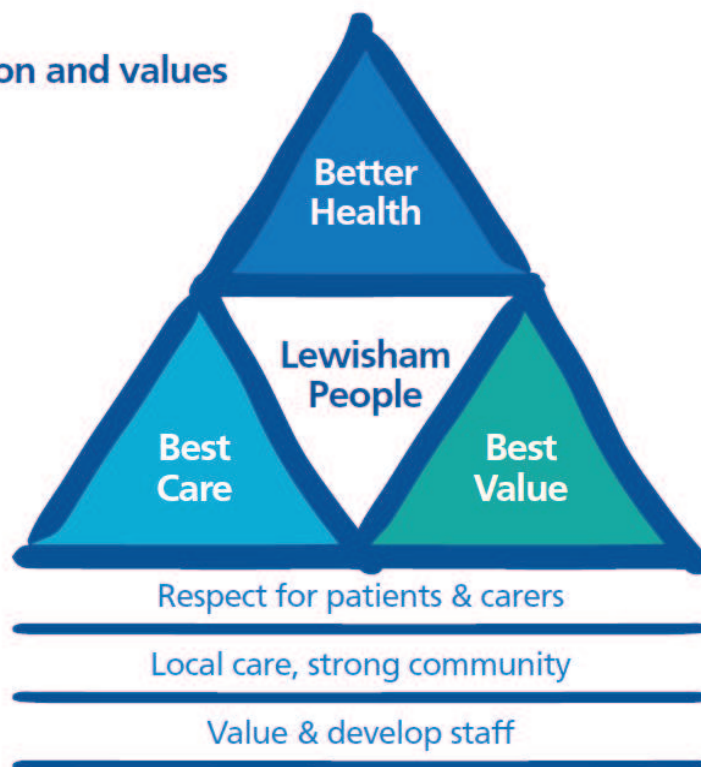 on and values
Better
Health
Lewisham
People
Best
Care
Best
Value
Respect for patients & carers
Local care, strong community
Value & develop staff